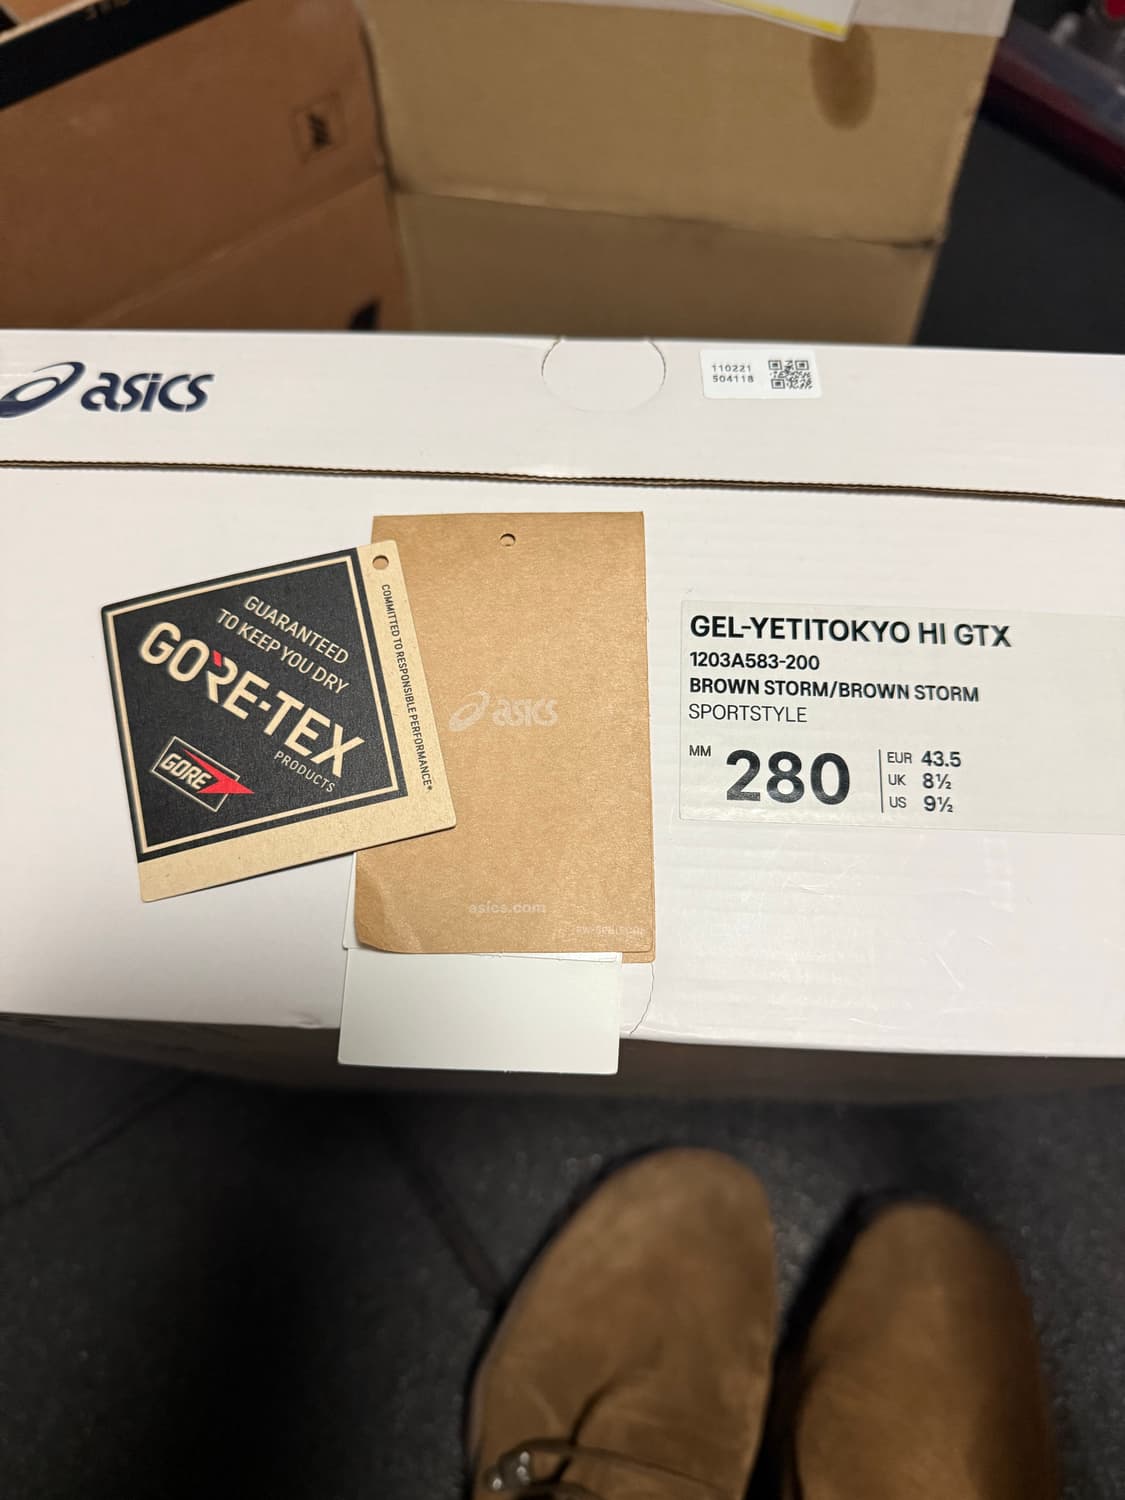 asics
110221
504118
GUARANTEED
TO KEEP YOU DRY
GORE-TEX
PRODUCTS
GORE
COMMITTED TO RESPONSIBLE PERFORMANCE*
asics
asics.com
GEL-YETITOKYO HI GTX
1203A583-200
BROWN STORM/BROWN STORM
SPORTSTYLE
MM 280
EUR 43.5
UK 8½
US 9½